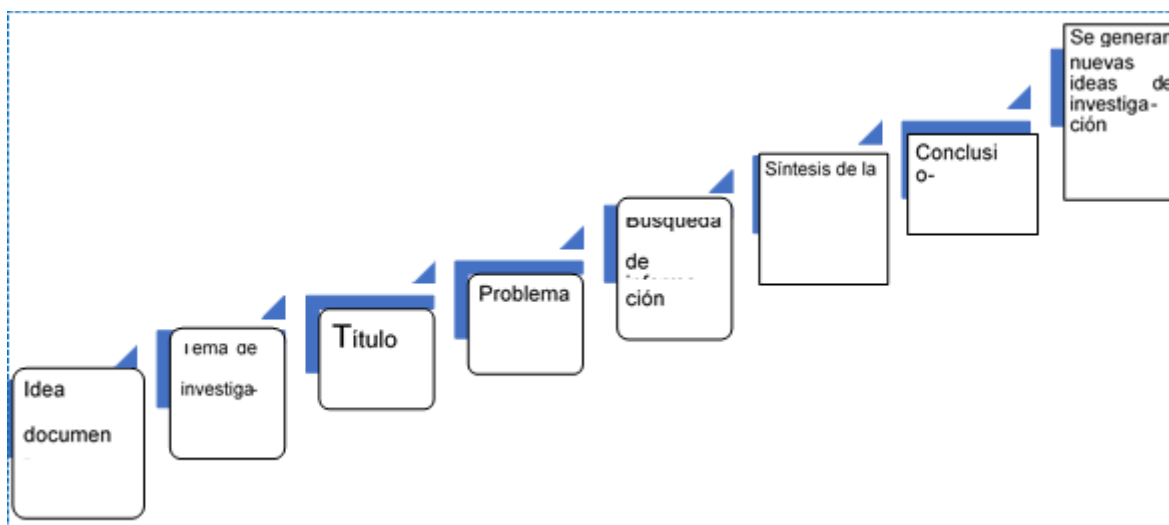 Idea
documen
Tema de
investiga-
Título
Problema
Búsqueda
de
ción
Síntesis de la
Conclusi
o-
Se generan
nuevas
ideas de
investiga-
ción